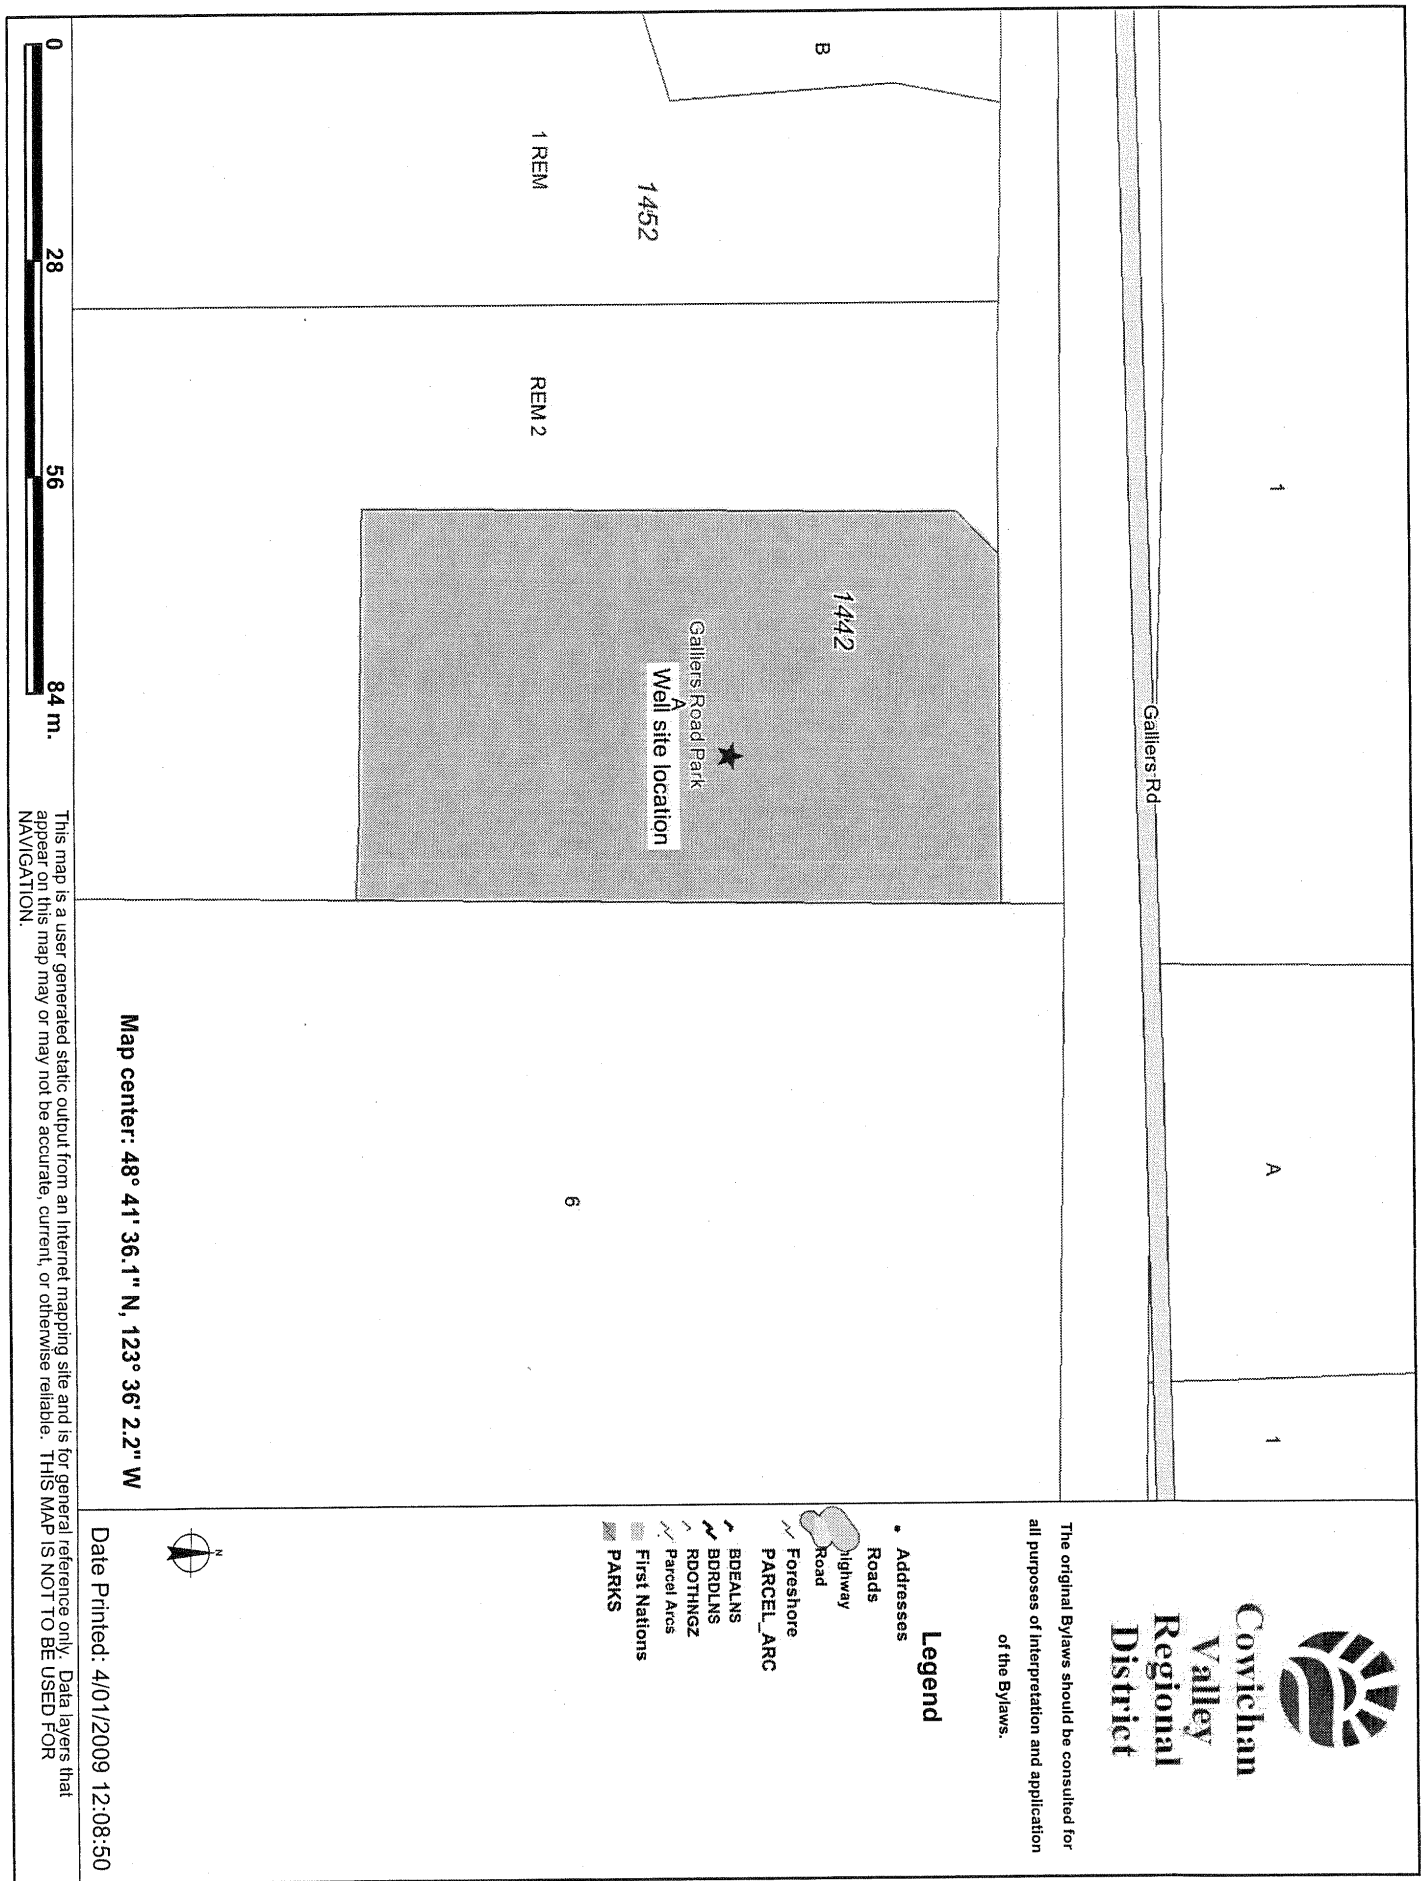 B
1
A
1
Galliers Rd
1 REM
1452
REM 2
1442
Galliers Road Park
A
Well site location
6
Map center: 48° 41' 36.1" N, 123° 36' 2.2" W
0 28 56 84 m.
This map is a user generated static output from an Internet mapping site and is for general reference only. Data layers that
appear on this map may or may not be accurate, current, or otherwise reliable. THIS MAP IS NOT TO BE USED FOR
NAVIGATION.
Cowichan
Valley
Regional
District
The original Bylaws should be consulted for
all purposes of interpretation and application
of the Bylaws.
Legend
Addresses
Roads
Highway
Road
Foreshore
PARCEL_ARC
BDEALNS
BDRDLNS
RDOTHNGZ
Parcel Arcs
First Nations
PARKS
N
Date Printed: 4/01/2009 12:08:50